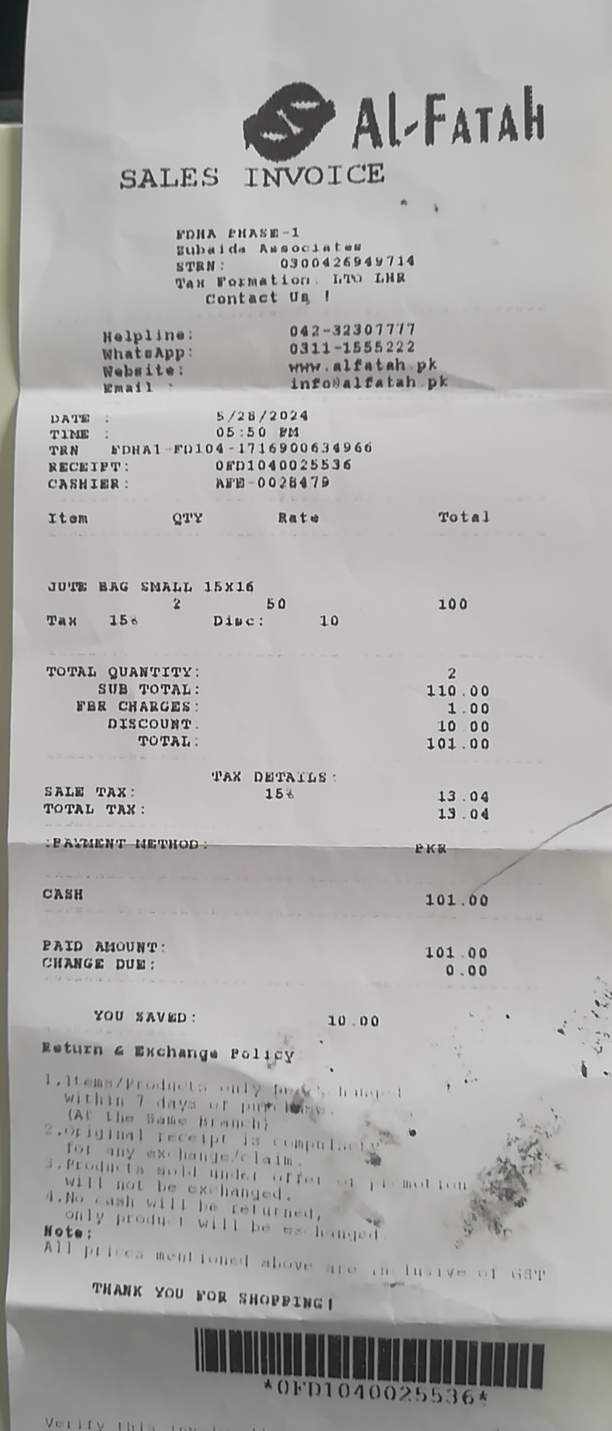 Al-Fatah
SALES INVOICE
FDHA PHASE-1
Zubaida Associates
STRN: 0300426949714
Tax Formation. LTO LHR
Contact Us !
Helpline: 042-32307777
WhatsApp: 0311-1555222
Website: www.alfatah.pk
Email : info@alfatah.pk
DATE : 5/28/2024
TIME : 05:50 PM
TRN FDHA1-FD104-1716900634966
RECEIPT: 0FD1040025536
CASHIER: AFE-0028479
Item QTY Rate Total
JUTE BAG SMALL 15X16
2 50 100
Tax 15% Disc: 10
TOTAL QUANTITY: 2
SUB TOTAL: 110.00
FBR CHARGES: 1.00
DISCOUNT. 10.00
TOTAL: 101.00
TAX DETAILS:
SALE TAX: 15% 13.04
TOTAL TAX: 13.04
:PAYMENT METHOD: PKR
CASH 101.00
PAID AMOUNT: 101.00
CHANGE DUE: 0.00
YOU SAVED: 10.00
Return & Exchange Policy
1.Items/Products only be exchanged
within 7 days of purchase.
(At the Same Branch)
2.Original receipt is compulsory
for any exchange/claim.
3.Products sold under offer or promotion
will not be exchanged.
4.No cash will be returned,
only product will be exchanged.
Note:
All prices mentioned above are inclusive of GST
THANK YOU FOR SHOPPING!
*0FD1040025536*
Verify this